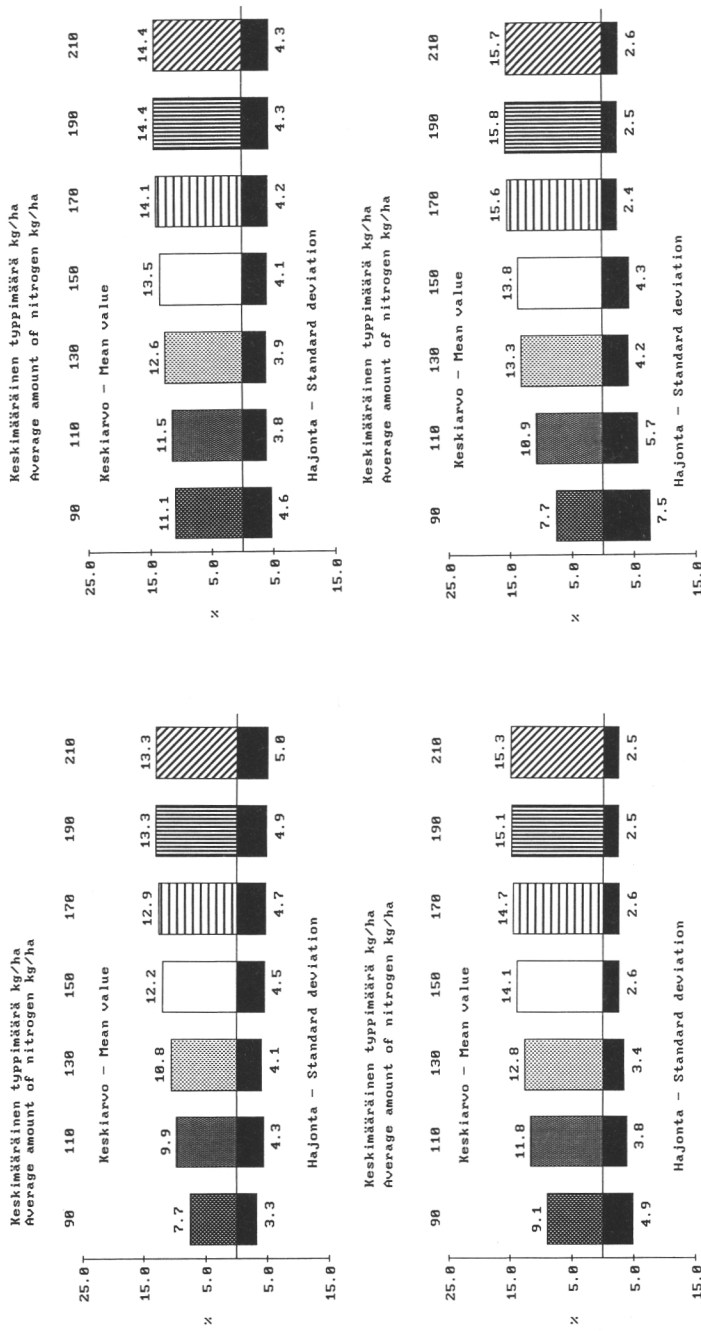 Keskimääräinen typpimäärä kg/ha
Average amount of nitrogen kg/ha
90 110 130 150 170 190 210
Keskiarvo – Mean value
25.0
15.0
5.0
%
5.0
15.0
7.7 9.9 10.8 12.2 12.9 13.3 13.3
3.3 4.3 4.1 4.5 4.7 4.9 5.0
Hajonta – Standard deviation
Keskimääräinen typpimäärä kg/ha
Average amount of nitrogen kg/ha
90 110 130 150 170 190 210
Keskiarvo – Mean value
25.0
15.0
5.0
%
5.0
15.0
11.1 11.5 12.6 13.5 14.1 14.4 14.4
4.6 3.8 3.9 4.1 4.2 4.3 4.3
Hajonta – Standard deviation
Keskimääräinen typpimäärä kg/ha
Average amount of nitrogen kg/ha
90 110 130 150 170 190 210
Keskiarvo – Mean value
25.0
15.0
5.0
%
5.0
15.0
9.1 11.8 12.8 14.1 14.7 15.1 15.3
4.9 3.8 3.4 2.6 2.6 2.5 2.5
Hajonta – Standard deviation
Keskimääräinen typpimäärä kg/ha
Average amount of nitrogen kg/ha
90 110 130 150 170 190 210
Keskiarvo – Mean value
25.0
15.0
5.0
%
5.0
15.0
7.7 10.9 13.3 13.8 15.6 15.8 15.7
7.5 5.7 4.2 4.3 2.4 2.5 2.6
Hajonta – Standard deviation